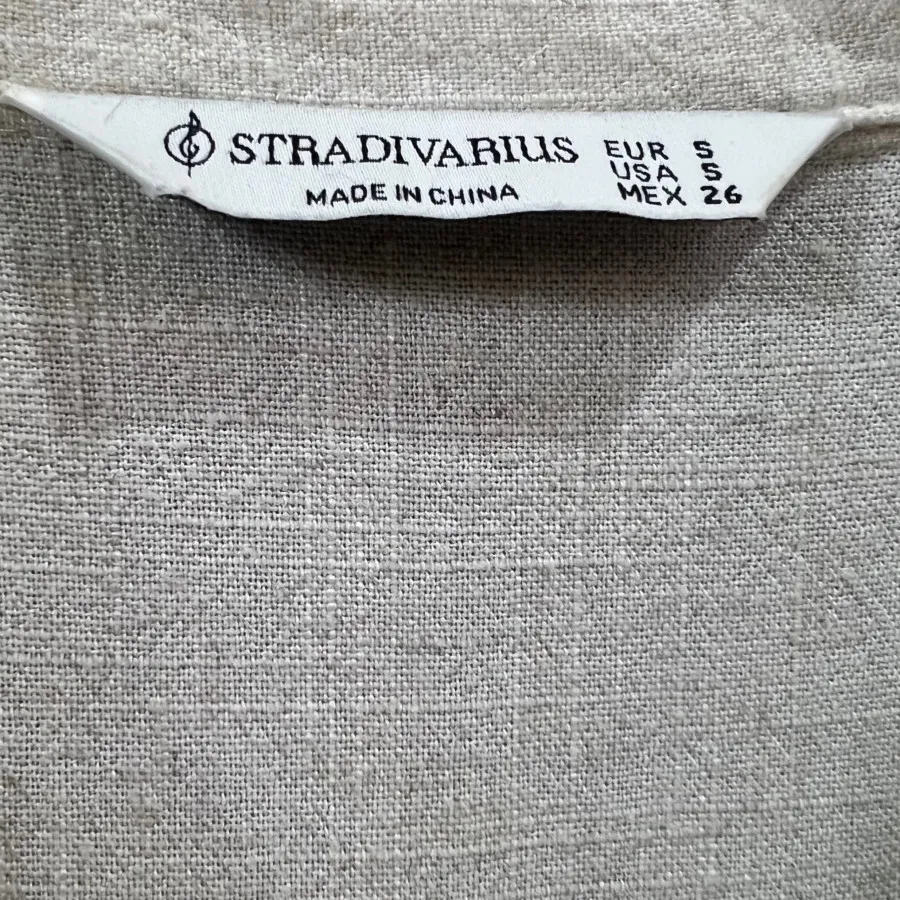 STRADIVARIUS
MADE IN CHINA
EUR S
USA S
MEX 26